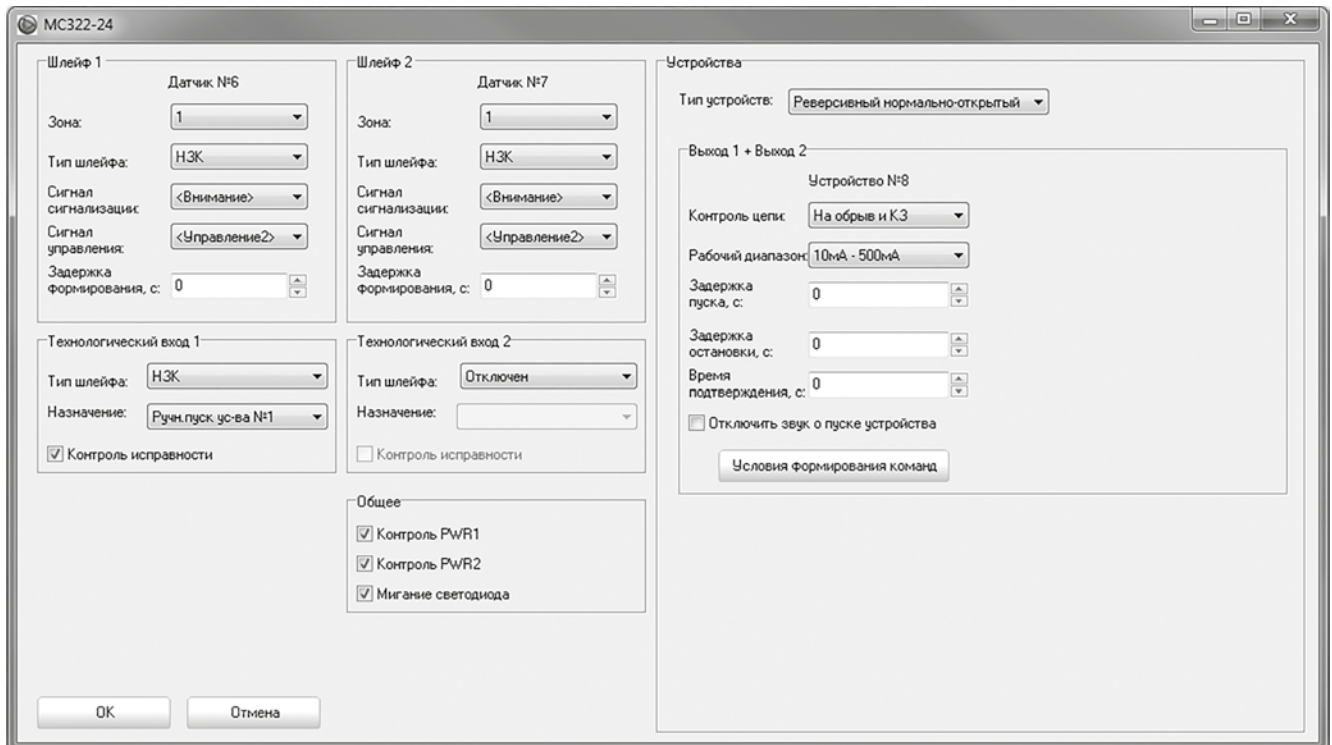 МС322-24
Шлейф 1
Датчик №6
Зона:
1
Тип шлейфа:
НЗК
Сигнал
сигнализации:
<Внимание>
Сигнал
управления:
<Управление2>
Задержка
формирования, с:
0
Шлейф 2
Датчик №7
Зона:
1
Тип шлейфа:
НЗК
Сигнал
сигнализации:
<Внимание>
Сигнал
управления:
<Управление2>
Задержка
формирования, с:
0
Технологический вход 1
Тип шлейфа:
НЗК
Назначение:
Ручн.пуск ус-ва №1
Контроль исправности
Технологический вход 2
Тип шлейфа:
Отключен
Назначение:
Контроль исправности
Общее
Контроль PWR1
Контроль PWR2
Мигание светодиода
Устройства
Тип устройств:
Реверсивный нормально-открытый
Выход 1 + Выход 2
Устройство №8
Контроль цепи:
На обрыв и КЗ
Рабочий диапазон:
10мА - 500мА
Задержка
пуска, с:
0
Задержка
остановки, с:
0
Время
подтверждения, с:
0
Отключить звук о пуске устройства
Условия формирования команд
ОК
Отмена